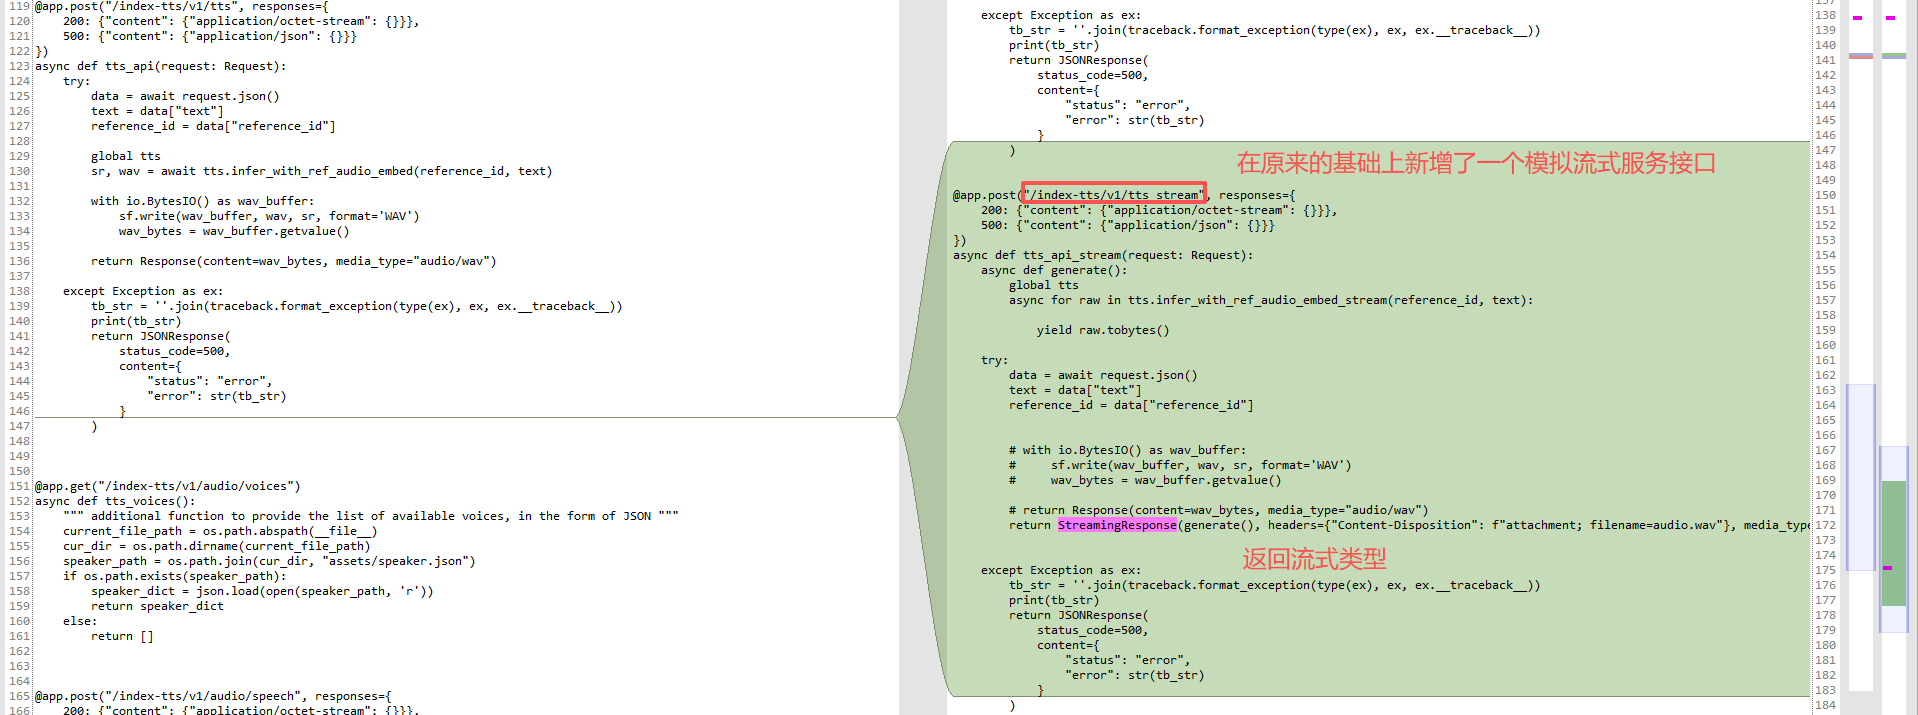 119 @app.post("/index-tts/v1/tts", responses={
120     200: {"content": {"application/octet-stream": {}}},
121     500: {"content": {"application/json": {}}}
122 })
123 async def tts_api(request: Request):
124     try:
125         data = await request.json()
126         text = data["text"]
127         reference_id = data["reference_id"]
128
129         global tts
130         sr, wav = await tts.infer_with_ref_audio_embed(reference_id, text)
131
132         with io.BytesIO() as wav_buffer:
133             sf.write(wav_buffer, wav, sr, format='WAV')
134             wav_bytes = wav_buffer.getvalue()
135
136         return Response(content=wav_bytes, media_type="audio/wav")
137
138     except Exception as ex:
139         tb_str = ''.join(traceback.format_exception(type(ex), ex, ex.__traceback__))
140         print(tb_str)
141         return JSONResponse(
142             status_code=500,
143             content={
144                 "status": "error",
145                 "error": str(tb_str)
146             }
147         )
148
149
150
151 @app.get("/index-tts/v1/audio/voices")
152 async def tts_voices():
153     """ additional function to provide the list of available voices, in the form of JSON """
154     current_file_path = os.path.abspath(__file__)
155     cur_dir = os.path.dirname(current_file_path)
156     speaker_path = os.path.join(cur_dir, "assets/speaker.json")
157     if os.path.exists(speaker_path):
158         speaker_dict = json.load(open(speaker_path, 'r'))
159         return speaker_dict
160     else:
161         return []
162
163
164
165 @app.post("/index-tts/v1/audio/speech", responses={
166     200: {"content": {"application/octet-stream": {}}},
137
    except Exception as ex: 138
        tb_str = ''.join(traceback.format_exception(type(ex), ex, ex.__traceback__)) 139
        print(tb_str) 140
        return JSONResponse( 141
            status_code=500, 142
            content={ 143
                "status": "error", 144
                "error": str(tb_str) 145
            } 146
        ) 147
在原来的基础上新增了一个模拟流式服务接口 148
149
@app.post("/index-tts/v1/tts_stream", responses={ 150
    200: {"content": {"application/octet-stream": {}}}, 151
    500: {"content": {"application/json": {}}} 152
}) 153
async def tts_api_stream(request: Request): 154
    async def generate(): 155
        global tts 156
        async for raw in tts.infer_with_ref_audio_embed_stream(reference_id, text): 157
158
            yield raw.tobytes() 159
160
    try: 161
        data = await request.json() 162
        text = data["text"] 163
        reference_id = data["reference_id"] 164
165
166
        # with io.BytesIO() as wav_buffer: 167
        #     sf.write(wav_buffer, wav, sr, format='WAV') 168
        #     wav_bytes = wav_buffer.getvalue() 169
170
        # return Response(content=wav_bytes, media_type="audio/wav") 171
        return StreamingResponse(generate(), headers={"Content-Disposition": f"attachment; filename=audio.wav"}, media_type 172
173
返回流式类型 174
    except Exception as ex: 175
        tb_str = ''.join(traceback.format_exception(type(ex), ex, ex.__traceback__)) 176
        print(tb_str) 177
        return JSONResponse( 178
            status_code=500, 179
            content={ 180
                "status": "error", 181
                "error": str(tb_str) 182
            } 183
        ) 184